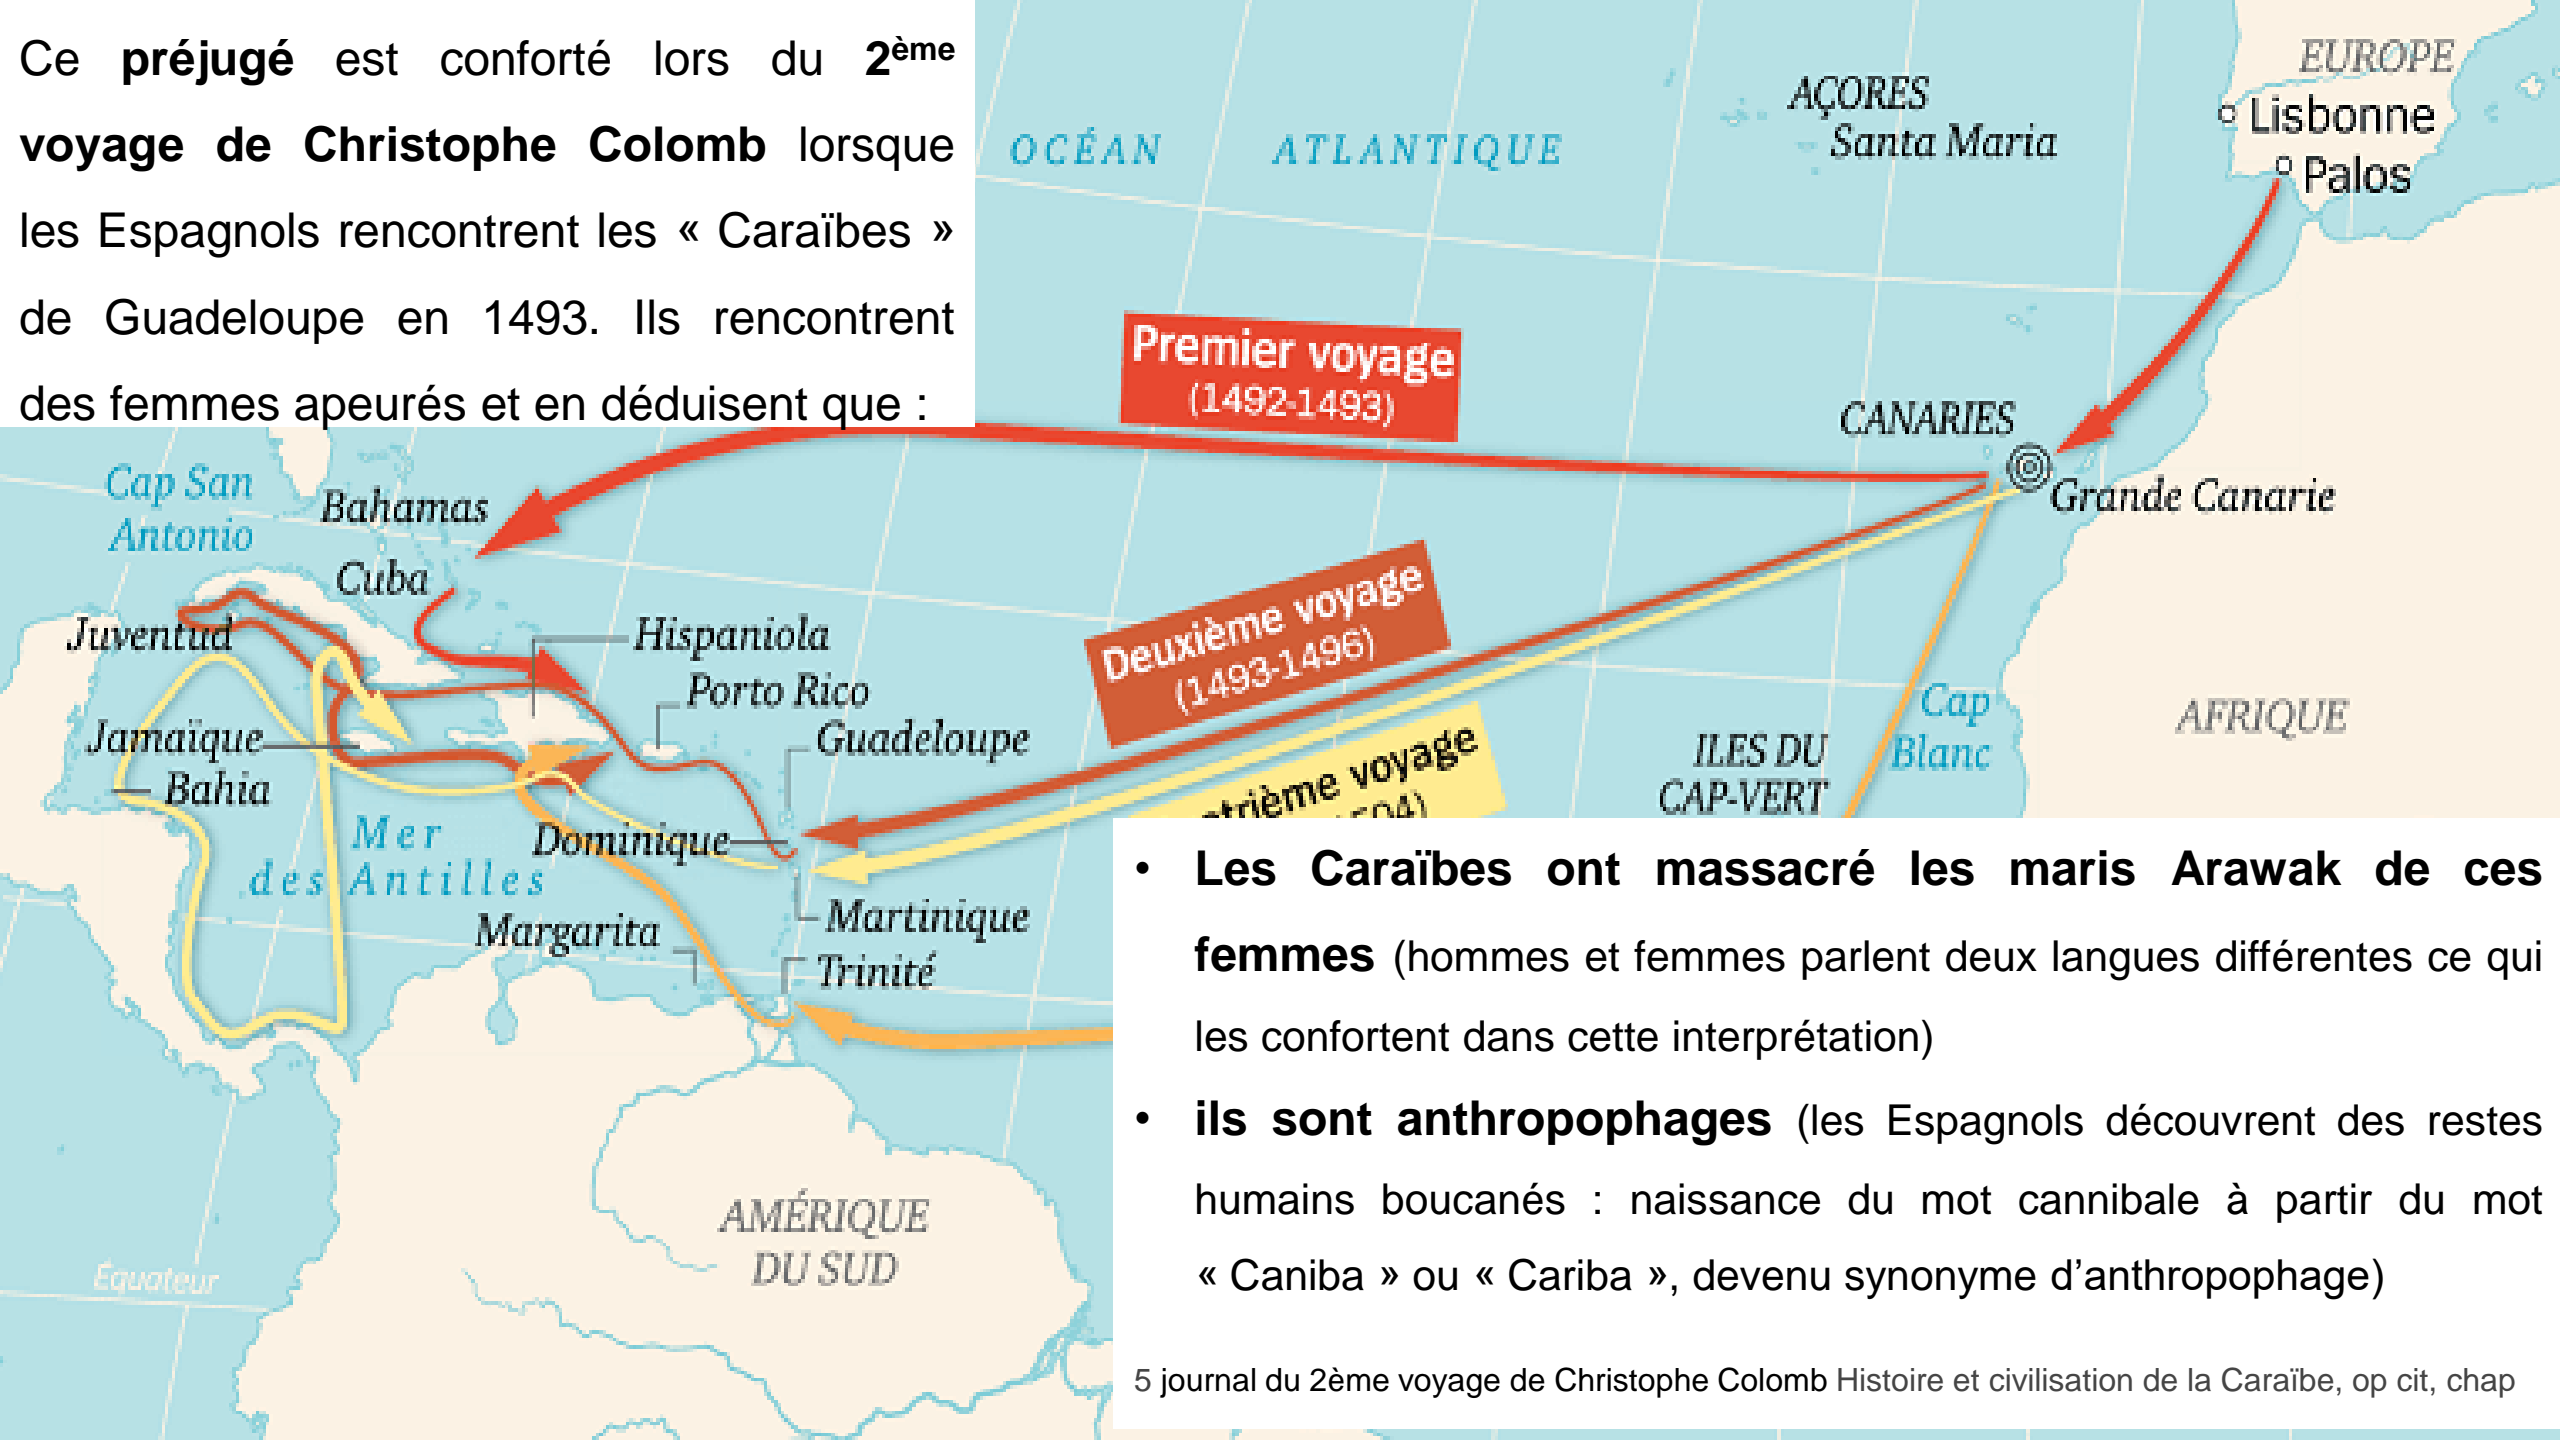 Ce préjugé est conforté lors du 2ème
voyage de Christophe Colomb lorsque
les Espagnols rencontrent les « Caraïbes »
de Guadeloupe en 1493. Ils rencontrent
des femmes apeurés et en déduisent que :
OCÉAN ATLANTIQUE
AÇORES
Santa Maria
EUROPE
Lisbonne
Palos
Premier voyage
(1492-1493)
CANARIES
Grande Canarie
Cap San
Antonio
Bahamas
Cuba
Juventud
Hispaniola
Porto Rico
Guadeloupe
Deuxième voyage
(1493-1496)
Jamaïque
Bahia
Mer
des Antilles
Dominique
Martinique
Margarita
Trinité
voyage
ILES DU
CAP-VERT
Cap
Blanc
AFRIQUE
AMÉRIQUE
DU SUD
Équateur
• Les Caraïbes ont massacré les maris Arawak de ces
femmes (hommes et femmes parlent deux langues différentes ce qui
les confortent dans cette interprétation)
• ils sont anthropophages (les Espagnols découvrent des restes
humains boucanés : naissance du mot cannibale à partir du mot
« Caniba » ou « Cariba », devenu synonyme d’anthropophage)
5 journal du 2ème voyage de Christophe Colomb Histoire et civilisation de la Caraïbe, op cit, chap